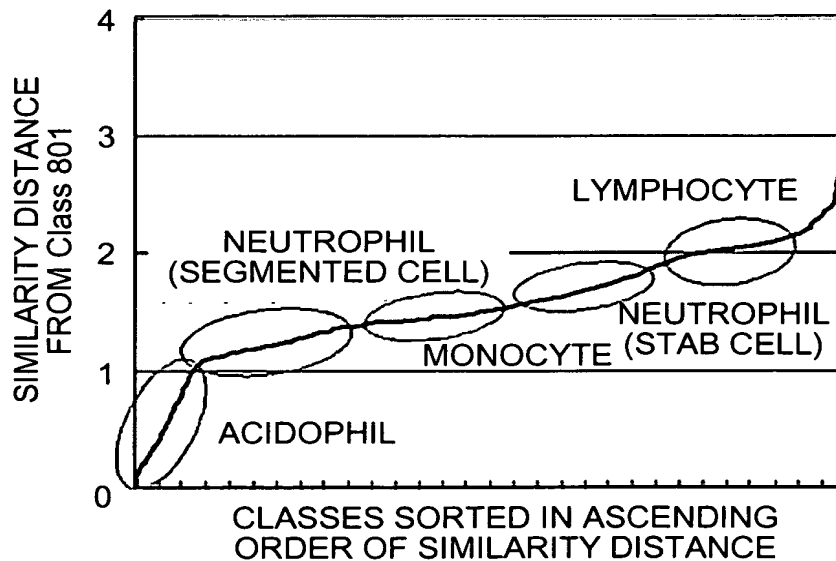 SIMILARITY DISTANCE
FROM Class 801
4
3
2
1
0
LYMPHOCYTE
NEUTROPHIL
(SEGMENTED CELL)
NEUTROPHIL
(STAB CELL)
MONOCYTE
ACIDOPHIL
CLASSES SORTED IN ASCENDING
ORDER OF SIMILARITY DISTANCE